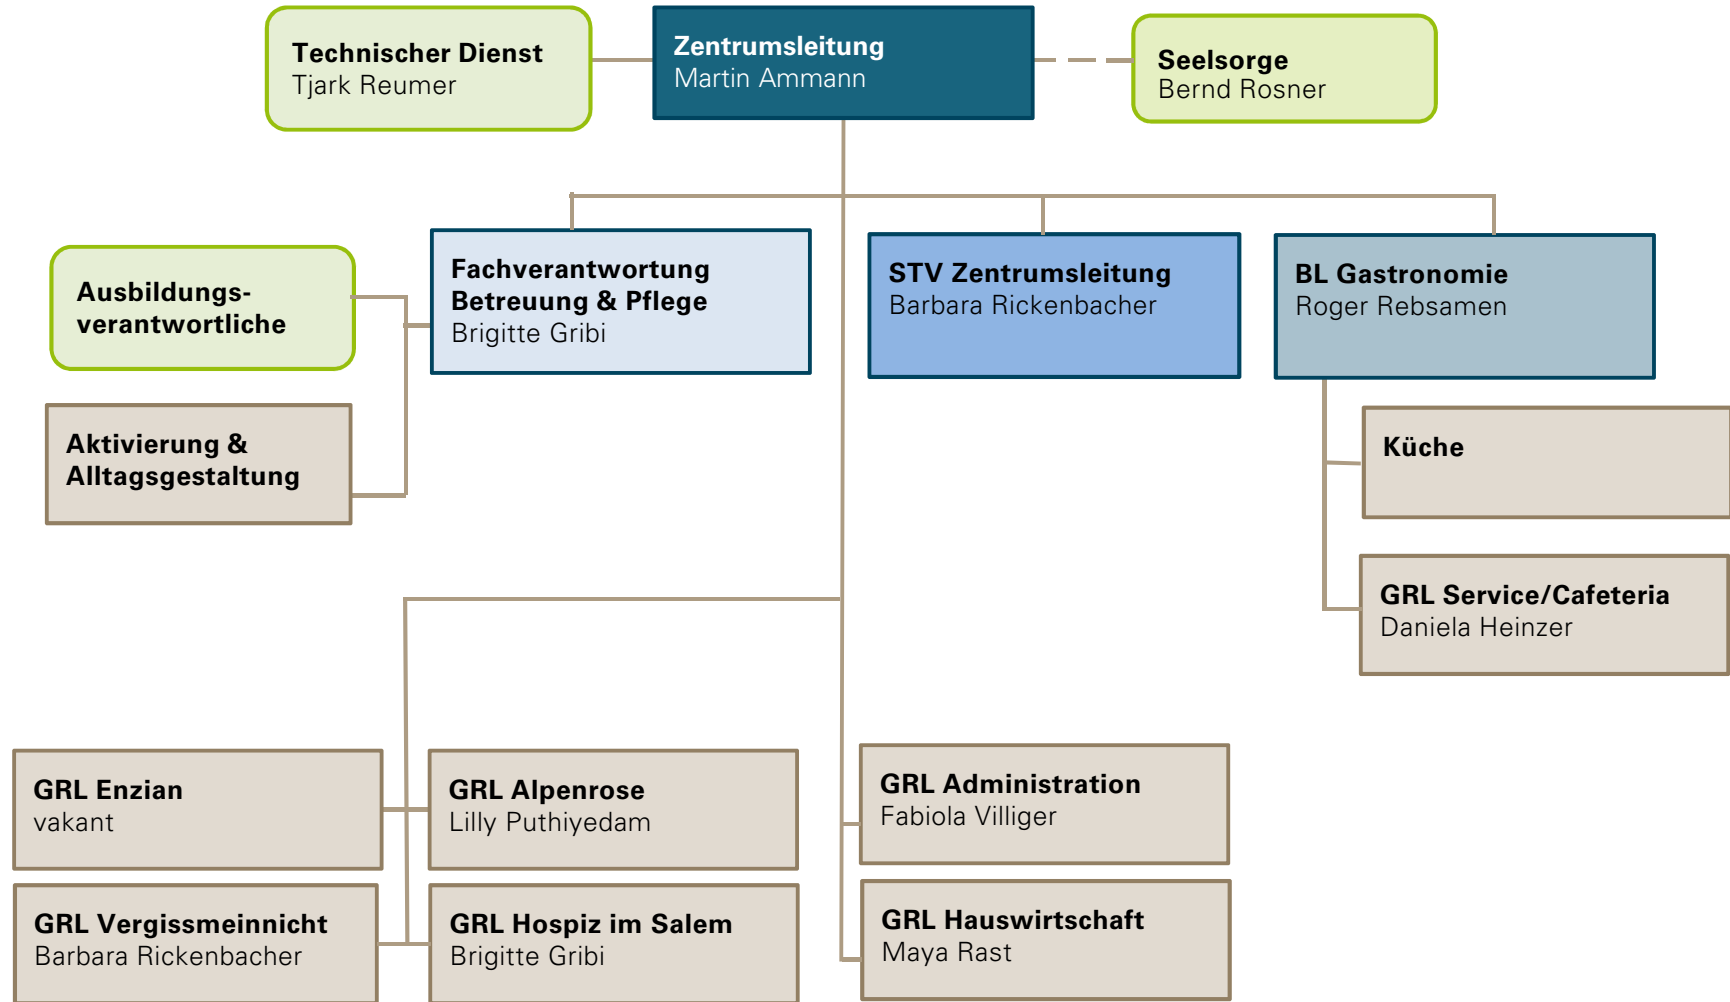 Technischer Dienst
Tjark Reumer
Zentrumsleitung
Martin Ammann
Seelsorge
Bernd Rosner
Ausbildungs-
verantwortliche
Fachverantwortung
Betreuung & Pflege
Brigitte Gribi
STV Zentrumsleitung
Barbara Rickenbacher
BL Gastronomie
Roger Rebsamen
Aktivierung &
Alltagsgestaltung
Küche
GRL Service/Cafeteria
Daniela Heinzer
GRL Enzian
vakant
GRL Alpenrose
Lilly Puthiyedam
GRL Administration
Fabiola Villiger
GRL Vergissmeinnicht
Barbara Rickenbacher
GRL Hospiz im Salem
Brigitte Gribi
GRL Hauswirtschaft
Maya Rast